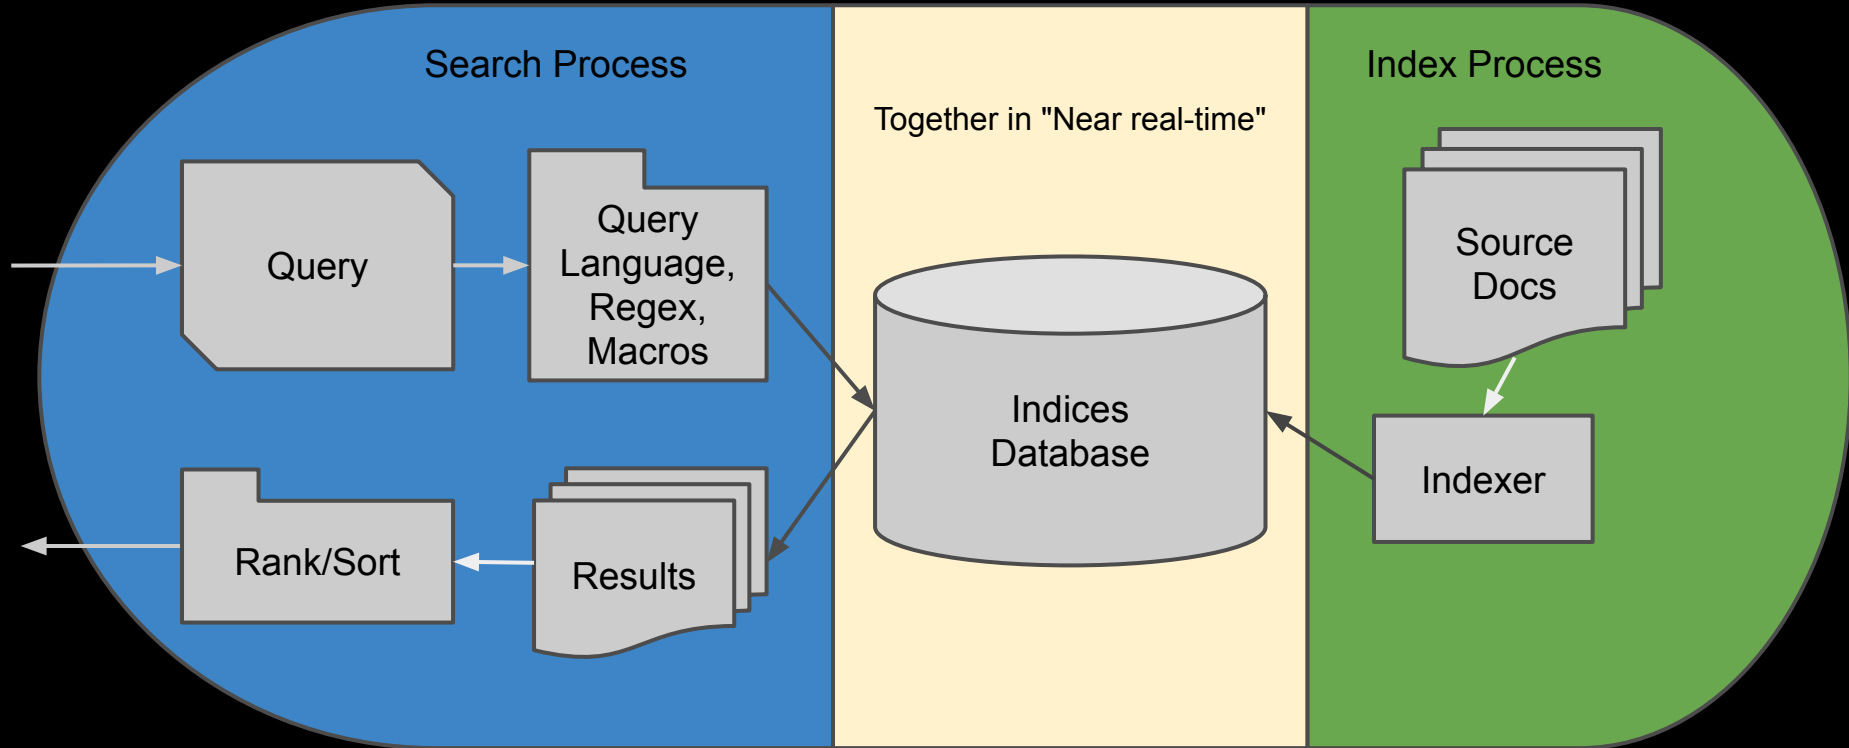 Search Process
Together in "Near real-time"
Index Process
Query
Query
Language,
Regex,
Macros
Source
Docs
Indices
Database
Indexer
Rank/Sort
Results